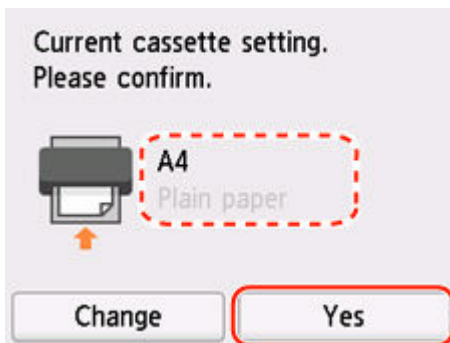 Current cassette setting.
Please confirm.
A4
Plain paper
Change
Yes